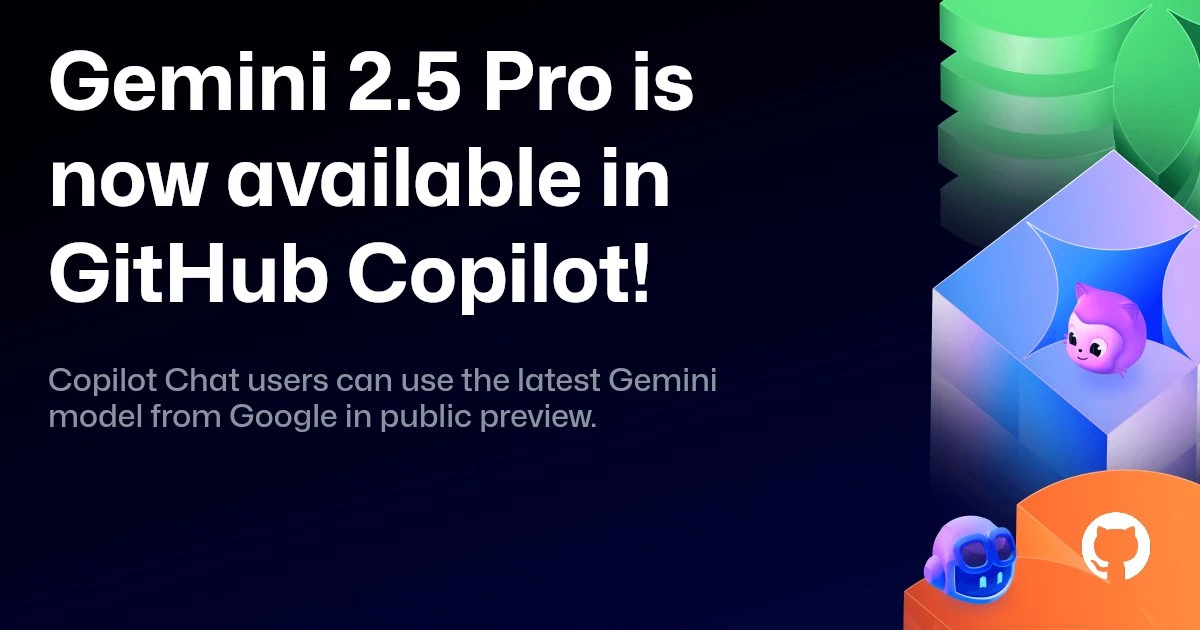 Gemini 2.5 Pro is
now available in
GitHub Copilot!
Copilot Chat users can use the latest Gemini
model from Google in public preview.